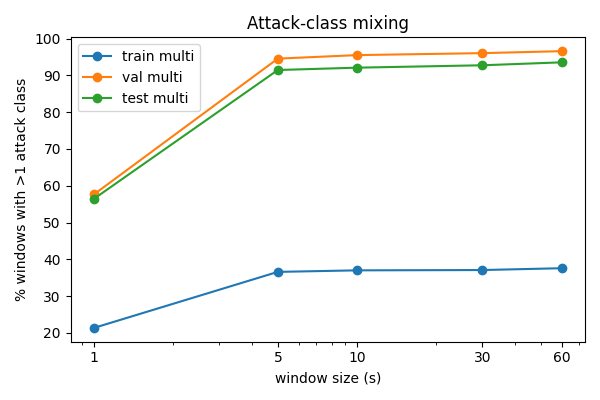 Attack-class mixing
train multi
val multi
test multi
% windows with >1 attack class
100
90
80
70
60
50
40
30
20
1 5 10 30 60
window size (s)